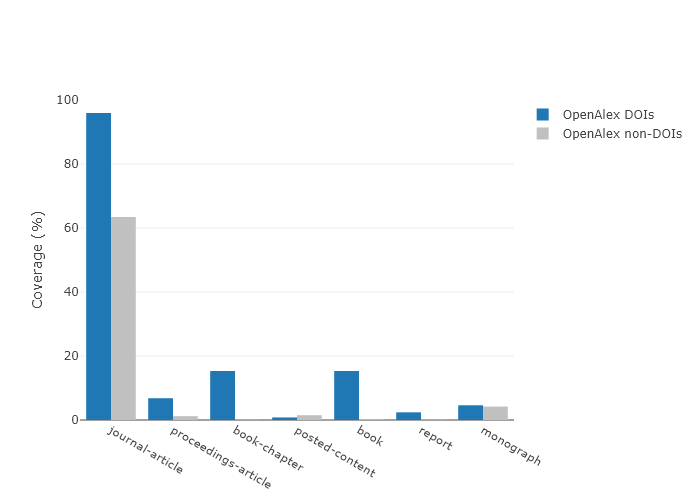 OpenAlex DOIs
OpenAlex non-DOIs
Coverage (%)
100
80
60
40
20
0
journal-article
proceedings-article
book-chapter
posted-content
book
report
monograph